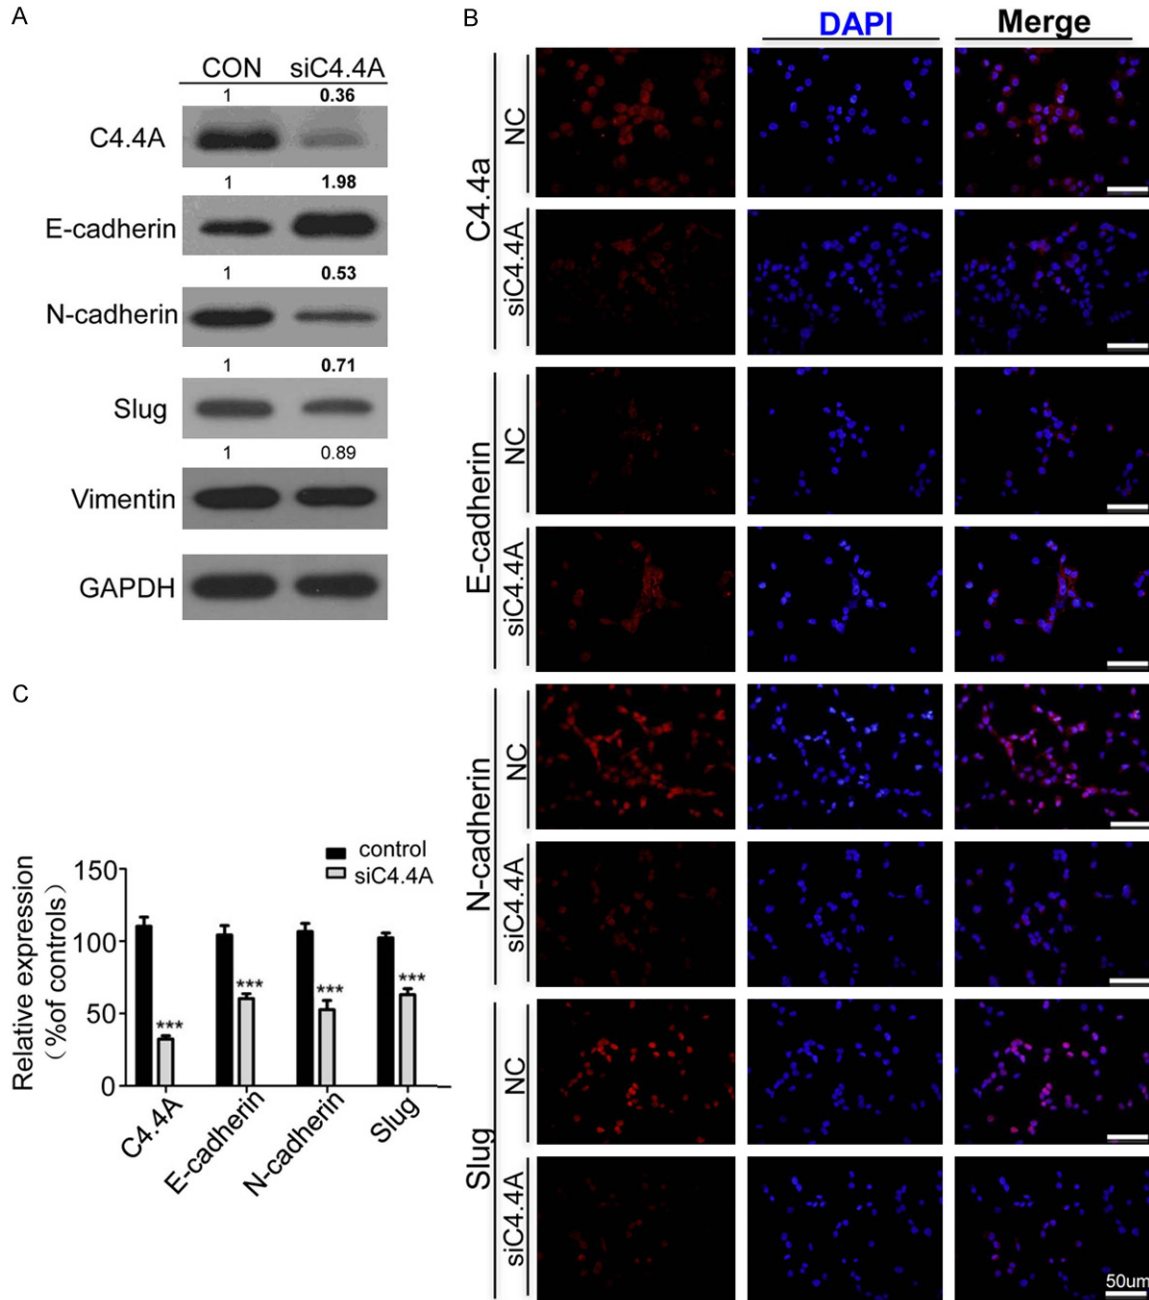 A
CON siC4.4A
1 0.36
C4.4A
1 1.98
E-cadherin
1 0.53
N-cadherin
1 0.71
Slug
1 0.89
Vimentin
GAPDH
B
DAPI Merge
C4.4a
NC
siC4.4A
E-cadherin
NC
siC4.4A
N-cadherin
NC
siC4.4A
Slug
NC
siC4.4A
50um
C
control
siC4.4A
Relative expression
(%of controls)
150
100
50
0
***
***
***
***
C4.4A
E-cadherin
N-cadherin
Slug